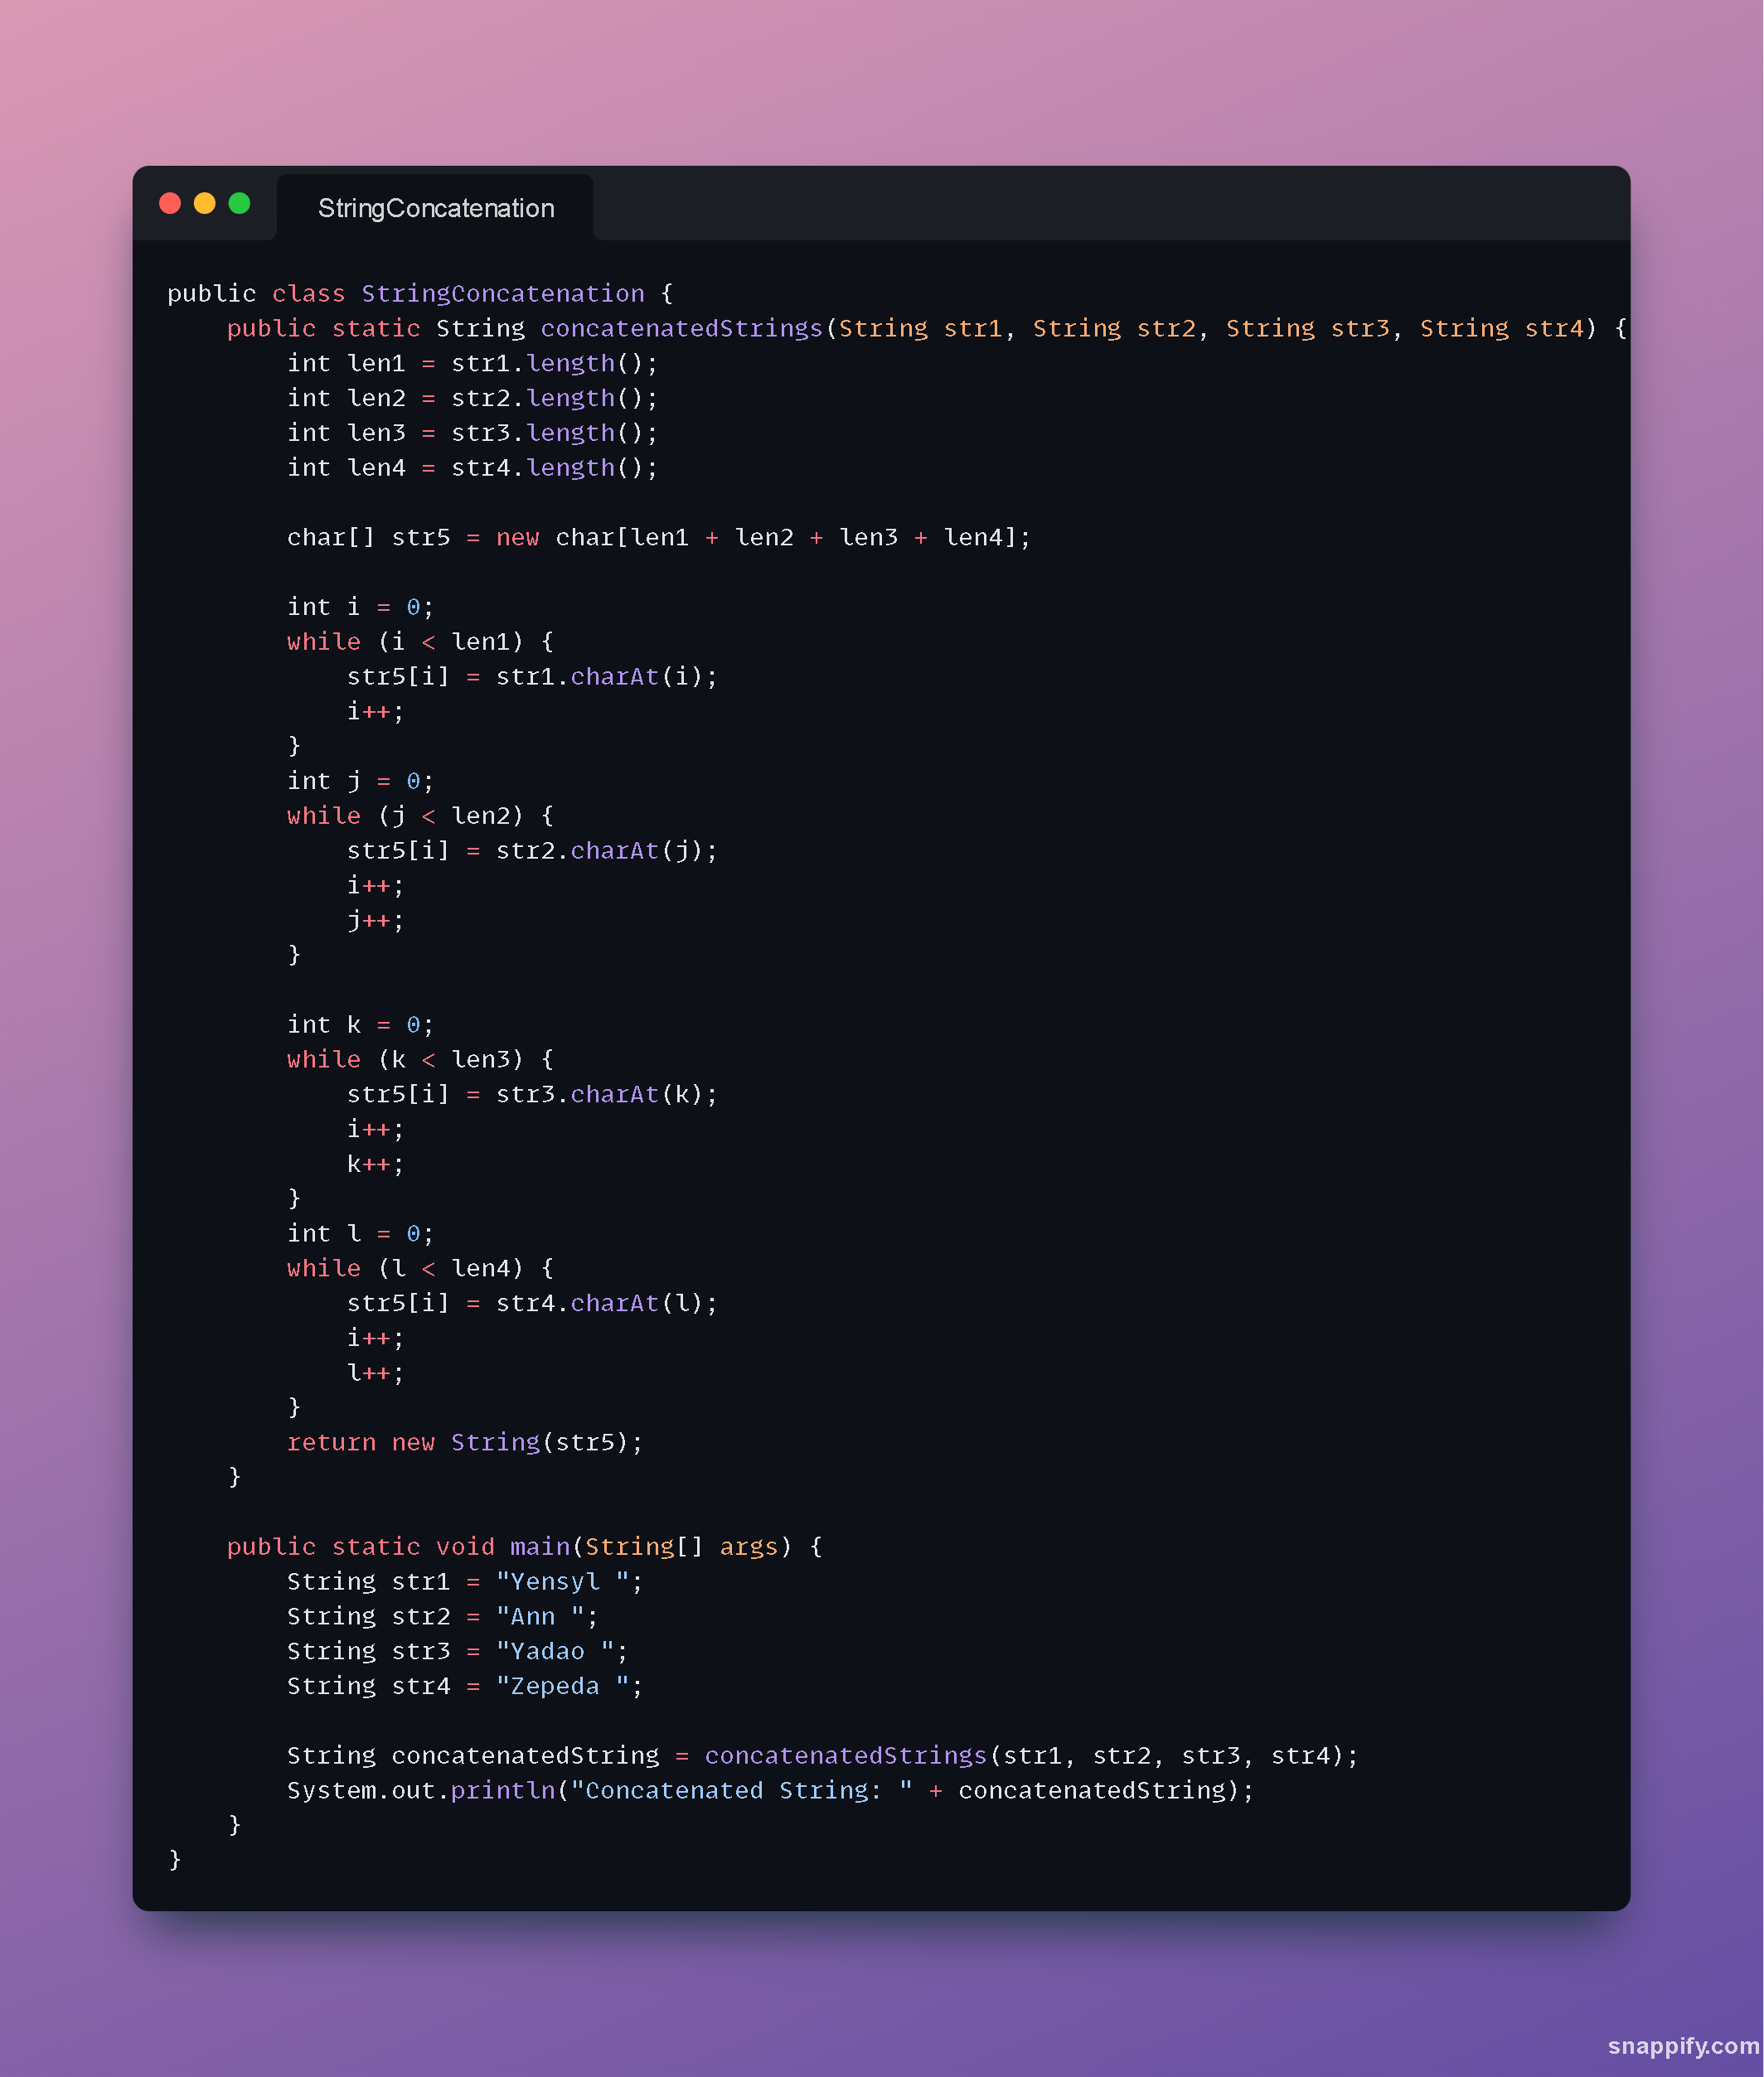 StringConcatenation
public class StringConcatenation {
    public static String concatenatedStrings(String str1, String str2, String str3, String str4) {
        int len1 = str1.length();
        int len2 = str2.length();
        int len3 = str3.length();
        int len4 = str4.length();

        char[] str5 = new char[len1 + len2 + len3 + len4];

        int i = 0;
        while (i < len1) {
            str5[i] = str1.charAt(i);
            i++;
        }
        int j = 0;
        while (j < len2) {
            str5[i] = str2.charAt(j);
            i++;
            j++;
        }

        int k = 0;
        while (k < len3) {
            str5[i] = str3.charAt(k);
            i++;
            k++;
        }
        int l = 0;
        while (l < len4) {
            str5[i] = str4.charAt(l);
            i++;
            l++;
        }
        return new String(str5);
    }

    public static void main(String[] args) {
        String str1 = "Yensyl ";
        String str2 = "Ann ";
        String str3 = "Yadao ";
        String str4 = "Zepeda ";

        String concatenatedString = concatenatedStrings(str1, str2, str3, str4);
        System.out.println("Concatenated String: " + concatenatedString);
    }
}
snappify.com